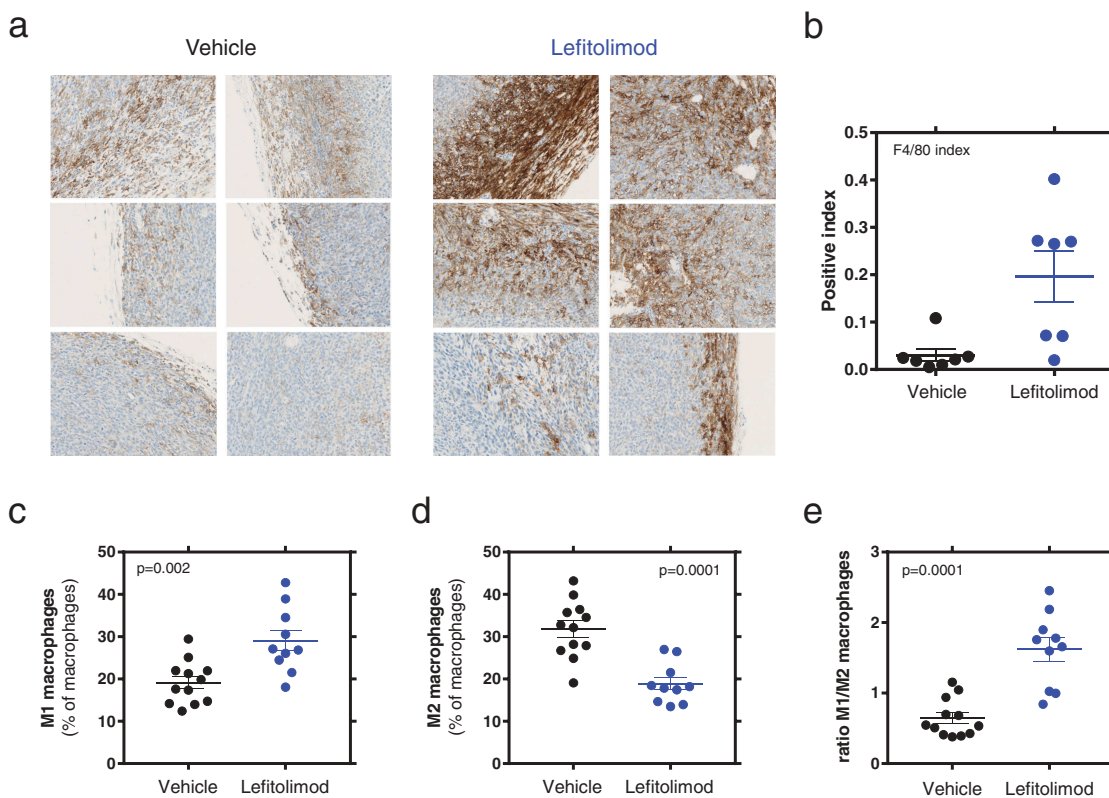 a
Vehicle
Lefitolimod
b
F4/80 index
Positive index
0.5
0.4
0.3
0.2
0.1
0.0
Vehicle Lefitolimod
c
M1 macrophages
(% of macrophages)
50
40
30
20
10
0
p=0.002
Vehicle Lefitolimod
d
M2 macrophages
(% of macrophages)
50
40
30
20
10
0
p=0.0001
Vehicle Lefitolimod
e
ratio M1/M2 macrophages
3
2
1
0
p=0.0001
Vehicle Lefitolimod